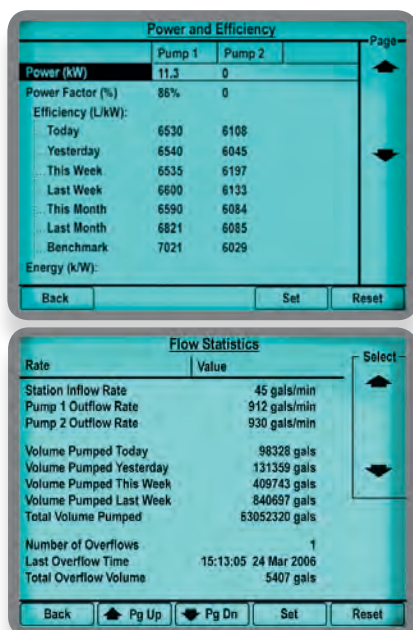 Power and Efficiency
Page
Pump 1 Pump 2
Power (kW) 11.3 0
Power Factor (%) 86% 0
Efficiency (L/kW):
Today 6530 6108
Yesterday 6540 6045
This Week 6535 6197
Last Week 6600 6133
This Month 6590 6084
Last Month 6821 6085
Benchmark 7021 6029
Energy (k/W):
Back Set Reset
Flow Statistics
Select
Rate Value
Station Inflow Rate 45 gals/min
Pump 1 Outflow Rate 912 gals/min
Pump 2 Outflow Rate 930 gals/min
Volume Pumped Today 98328 gals
Volume Pumped Yesterday 131359 gals
Volume Pumped This Week 409743 gals
Volume Pumped Last Week 840697 gals
Total Volume Pumped 63052320 gals
Number of Overflows 1
Last Overflow Time 15:13:05 24 Mar 2006
Total Overflow Volume 5407 gals
Back Pg Up Pg Dn Set Reset